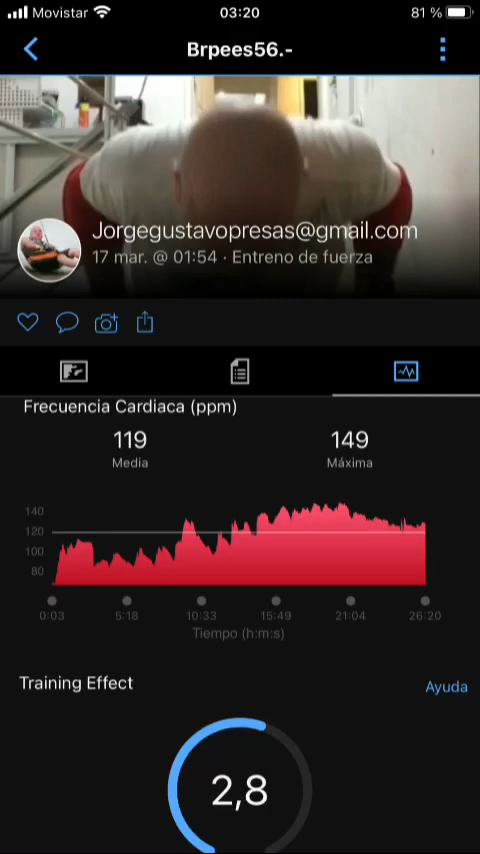 Movistar 03:20 81 %
Brpees56.-
Jorgegustavopresas@gmail.com
17 mar. @ 01:54 · Entreno de fuerza
Frecuencia Cardiaca (ppm)
119 149
Media Máxima
140
120
100
80
0:03 5:18 10:33 15:49 21:04 26:20
Tiempo (h:m:s)
Training Effect Ayuda
2,8